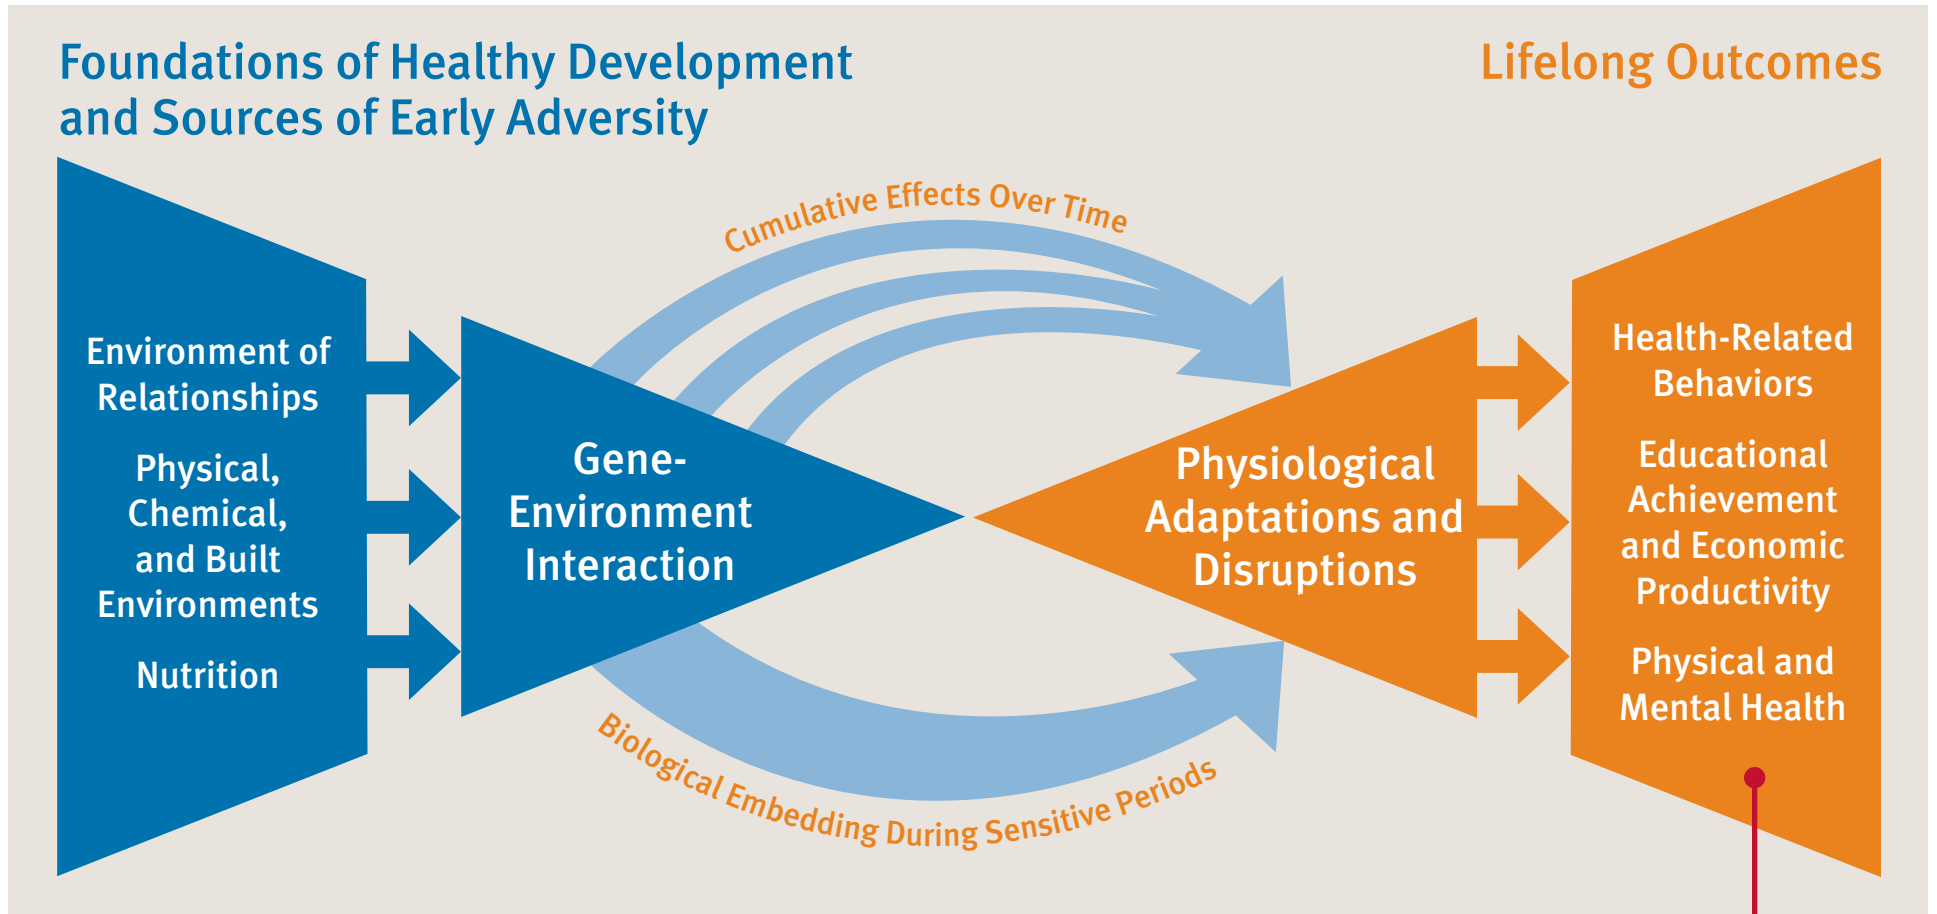 Foundations of Healthy Development
and Sources of Early Adversity
Lifelong Outcomes
Cumulative Effects Over Time
Environment of
Relationships
Physical,
Chemical,
and Built
Environments
Nutrition
Gene-
Environment
Interaction
Physiological
Adaptations and
Disruptions
Health-Related
Behaviors
Educational
Achievement
and Economic
Productivity
Physical and
Mental Health
Biological Embedding During Sensitive Periods